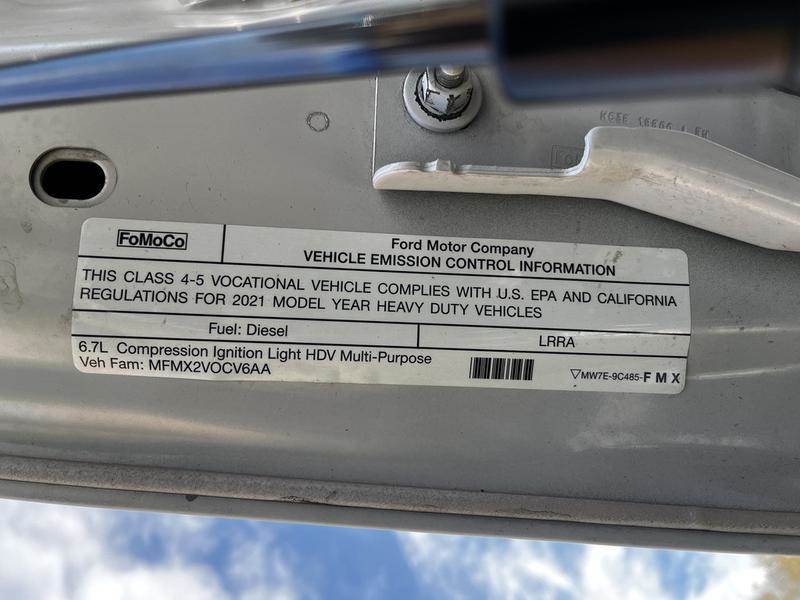 FoMoCo
Ford Motor Company
VEHICLE EMISSION CONTROL INFORMATION
THIS CLASS 4-5 VOCATIONAL VEHICLE COMPLIES WITH U.S. EPA AND CALIFORNIA
REGULATIONS FOR 2021 MODEL YEAR HEAVY DUTY VEHICLES
Fuel: Diesel
LRRA
6.7L Compression Ignition Light HDV Multi-Purpose
Veh Fam: MFMX2VOCV6AA
▽MW7E-9C485-F M X